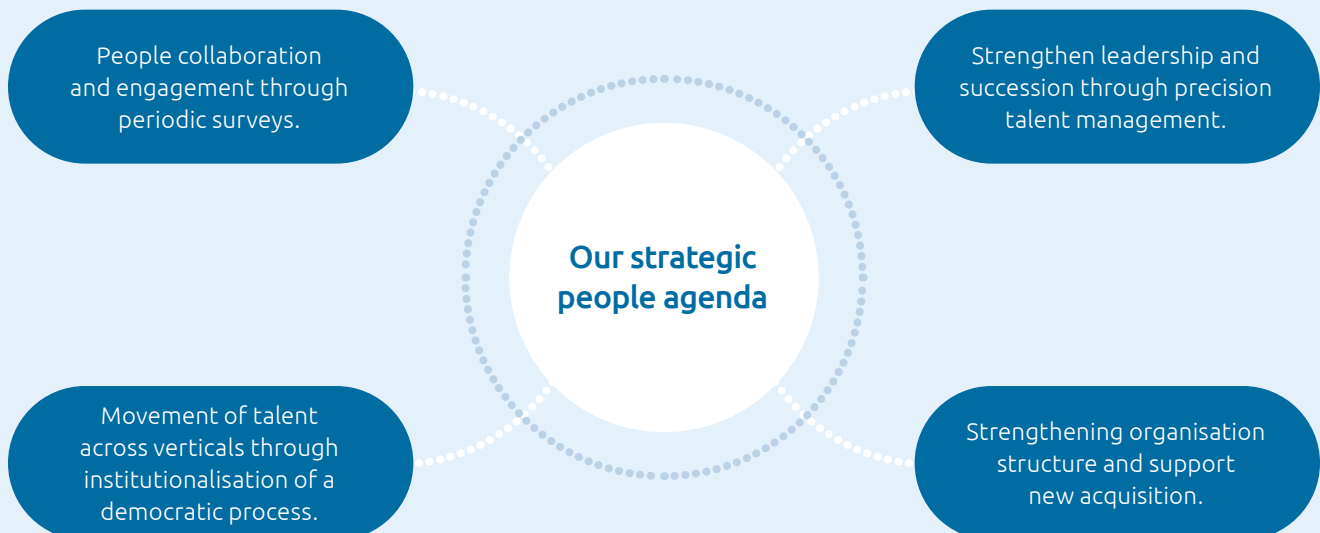 People collaboration
and engagement through
periodic surveys.
Strengthen leadership and
succession through precision
talent management.
Our strategic
people agenda
Movement of talent
across verticals through
institutionalisation of a
democratic process.
Strengthening organisation
structure and support
new acquisition.